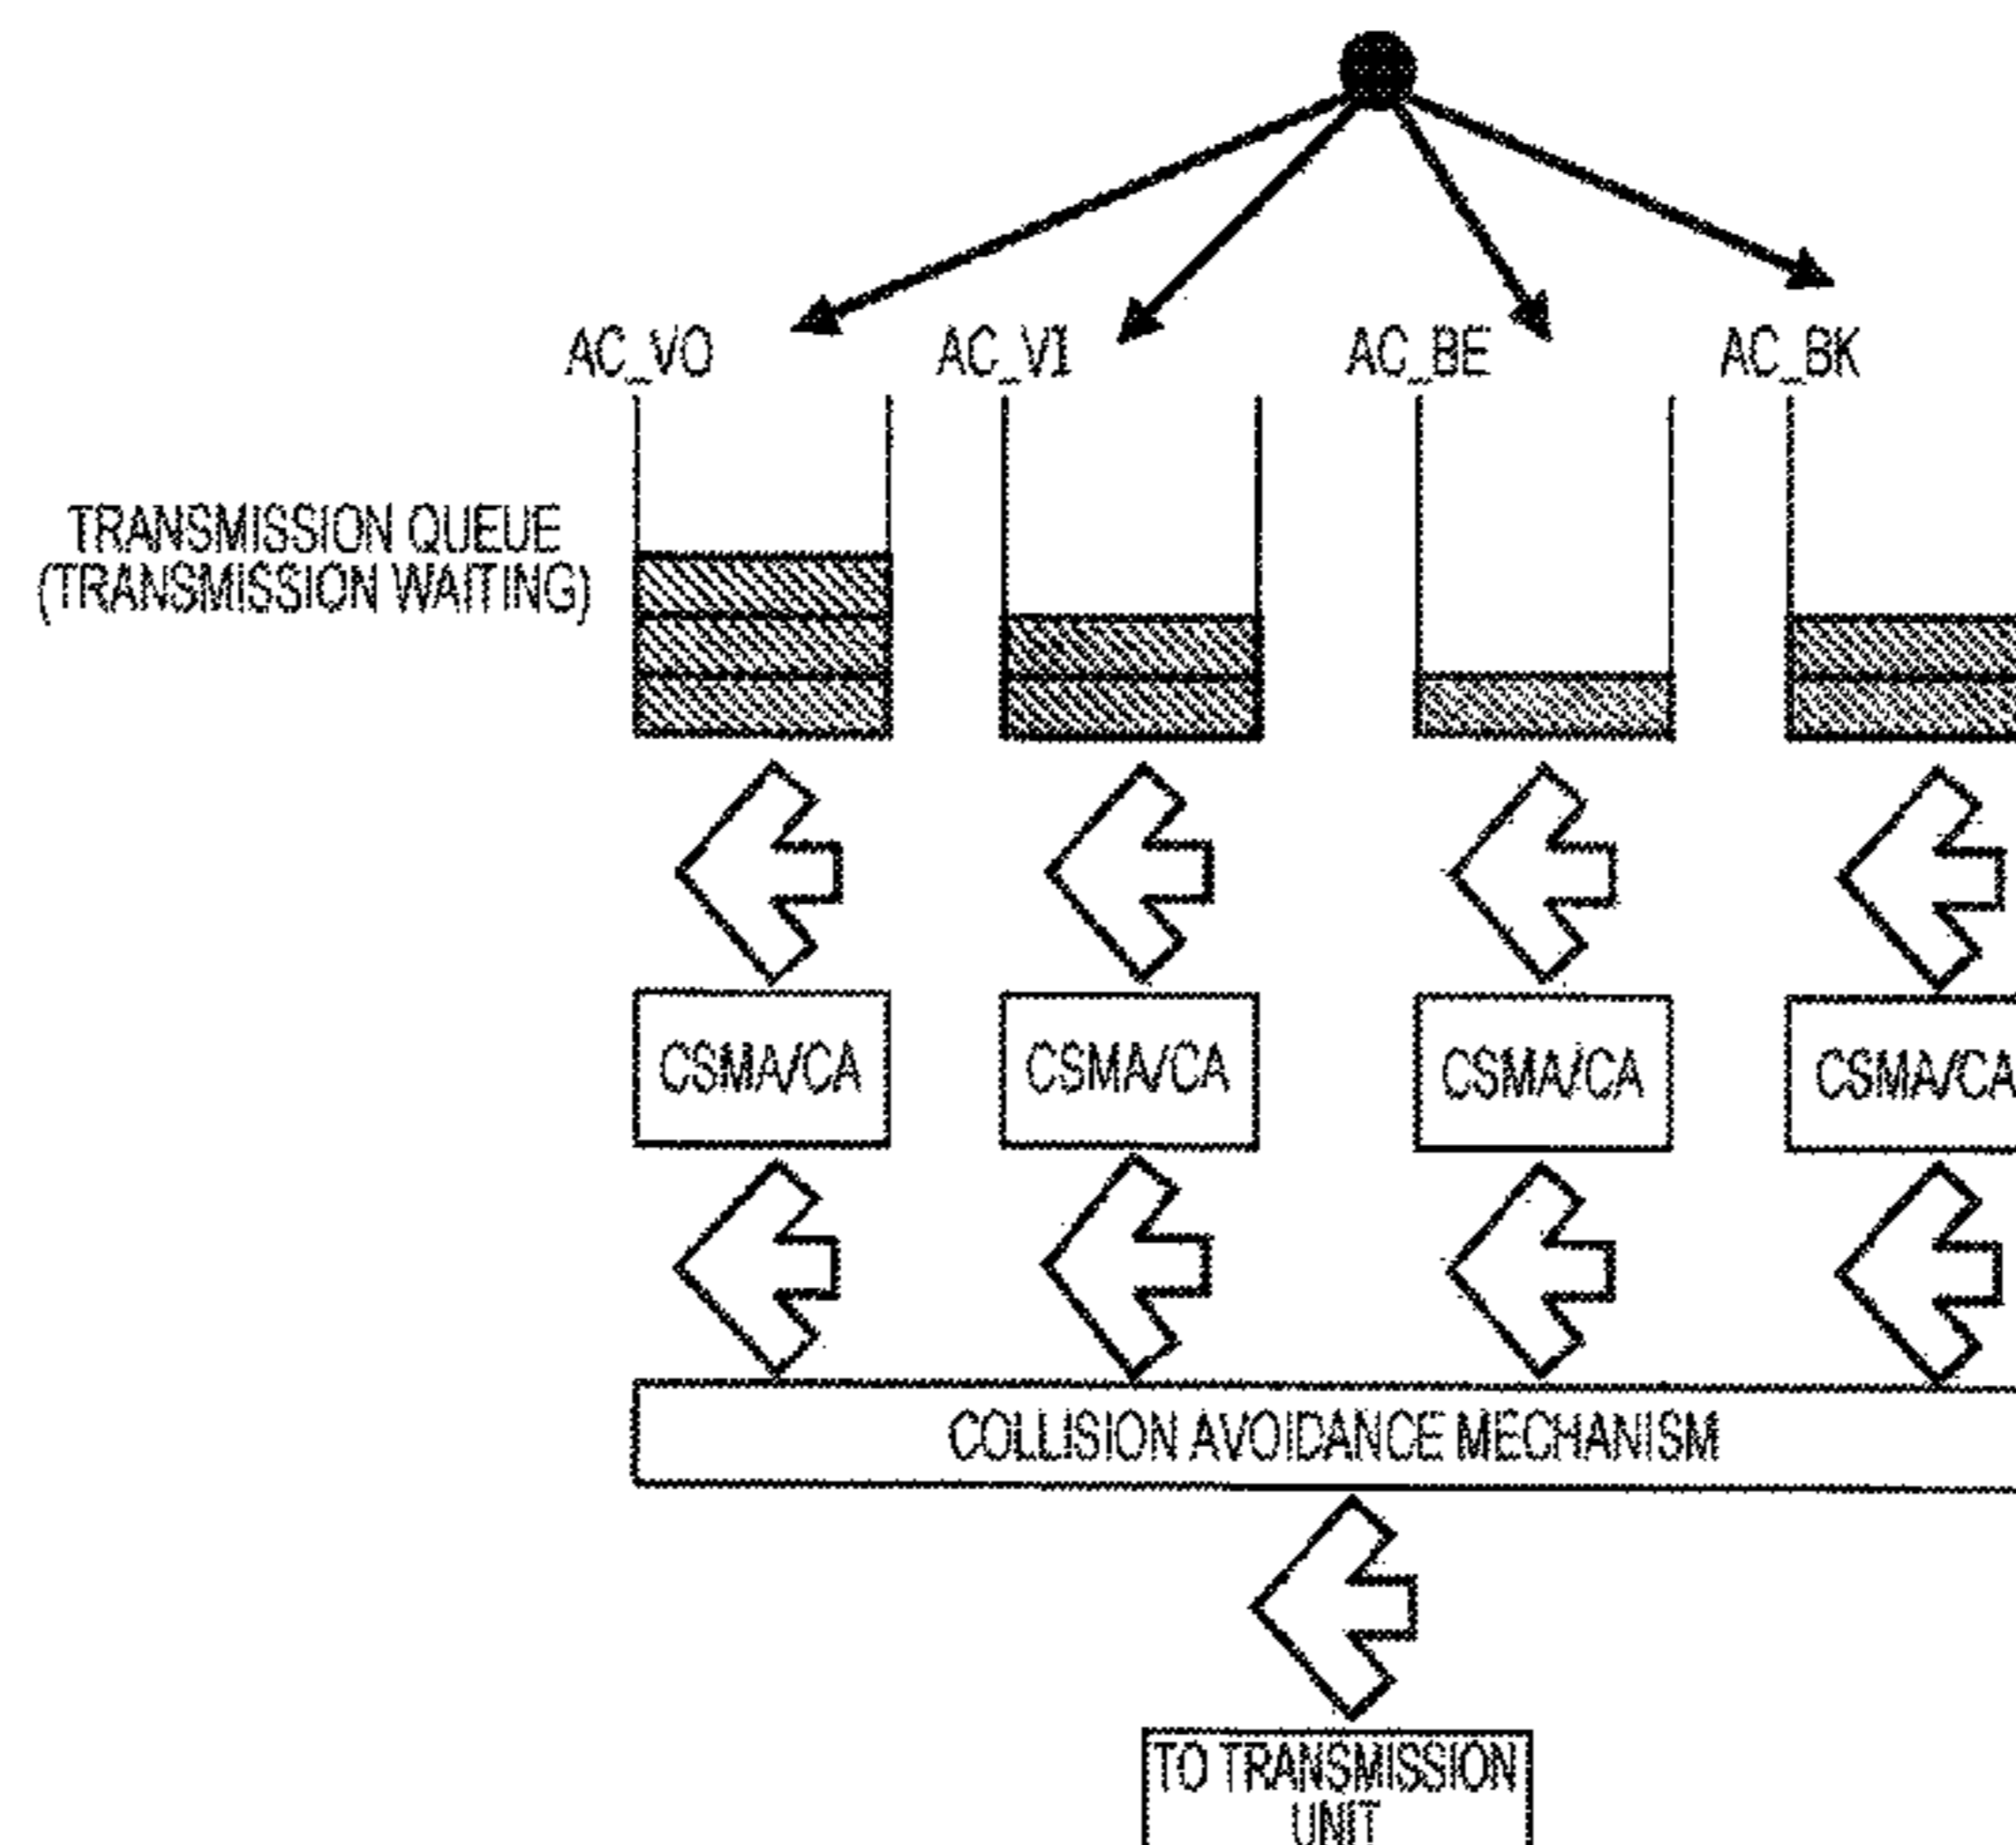 AC_VO
AC_VI
AC_BE
AC_BK
TRANSMISSION QUEUE
(TRANSMISSION WAITING)
CSMA/CA
CSMA/CA
CSMA/CA
CSMA/CA
COLLISION AVOIDANCE MECHANISM
TO TRANSMISSION
UNIT